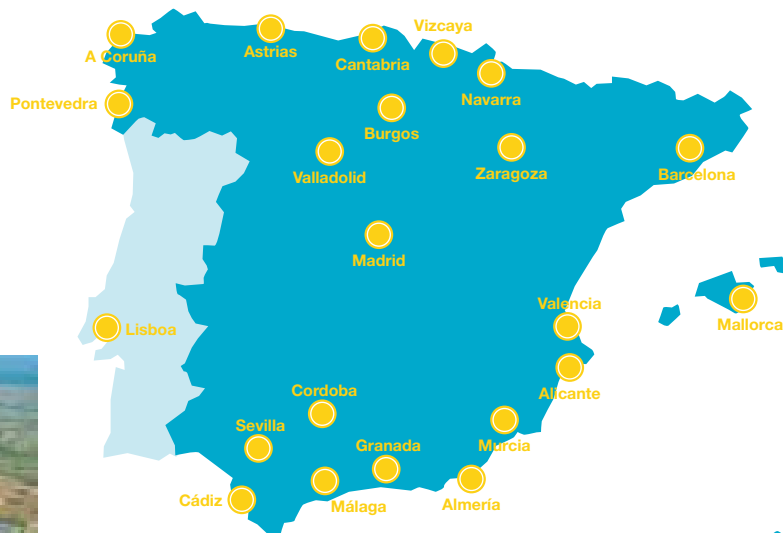 Vizcaya
A Coruña
Astrias
Cantabria
Navarra
Pontevedra
Burgos
Valladolid
Zaragoza
Barcelona
Madrid
Valencia
Mallorca
Lisboa
Alicante
Cordoba
Sevilla
Granada
Murcia
Cádiz
Málaga
Almería